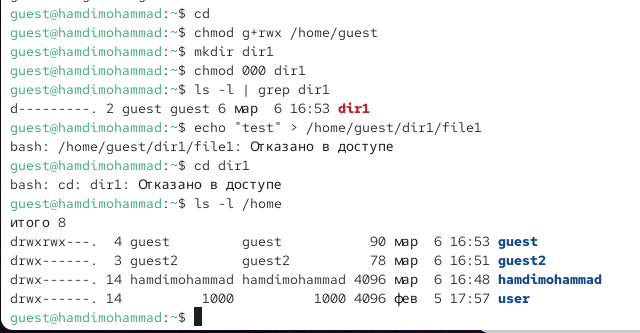 guest@hamdimohammad:~$ cd
guest@hamdimohammad:~$ chmod g+rwx /home/guest
guest@hamdimohammad:~$ mkdir dir1
guest@hamdimohammad:~$ chmod 000 dir1
guest@hamdimohammad:~$ ls -l | grep dir1
d---------. 2 guest guest 6 мар  6 16:53 dir1
guest@hamdimohammad:~$ echo "test" > /home/guest/dir1/file1
bash: /home/guest/dir1/file1: Отказано в доступе
guest@hamdimohammad:~$ cd dir1
bash: cd: dir1: Отказано в доступе
guest@hamdimohammad:~$ ls -l /home
итого 8
drwxrwx---.  4 guest         guest           90 мар  6 16:53 guest
drwx------.  3 guest2        guest2          78 мар  6 16:51 guest2
drwx------. 14 hamdimohammad hamdimohammad 4096 мар  6 16:48 hamdimohammad
drwx------. 14          1000          1000 4096 фев  5 17:57 user
guest@hamdimohammad:~$